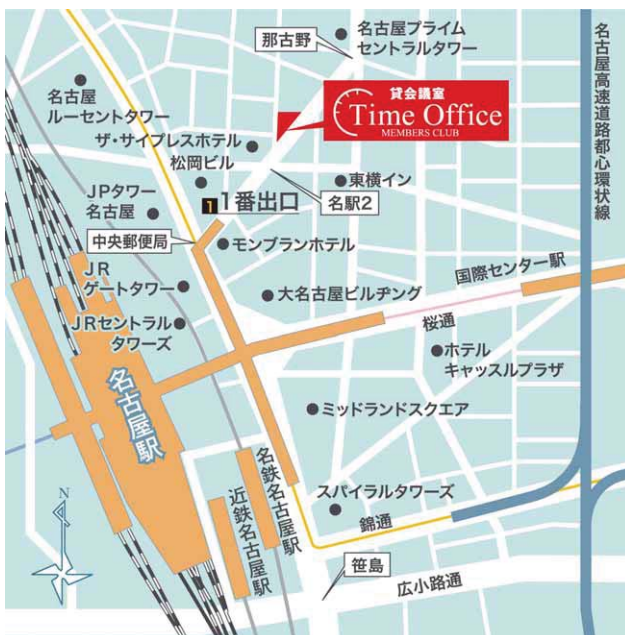 那古野
名古屋プライム
セントラルタワー
名古屋高速道路都心環状線
名古屋
ルーセントタワー
貸会議室
Time Office
MEMBERS CLUB
ザ・サイプレスホテル
松岡ビル
東横イン
JPタワー
名古屋
1
1番出口
名駅2
中央郵便局
モンブランホテル
国際センター駅
JR
ゲートタワー
大名古屋ビルヂング
桜通
JRセントラル
タワーズ
ホテル
キャッスルプラザ
名古屋駅
ミッドランドスクエア
名鉄名古屋駅
近鉄名古屋駅
スパイラルタワーズ
錦通
N
笹島
広小路通